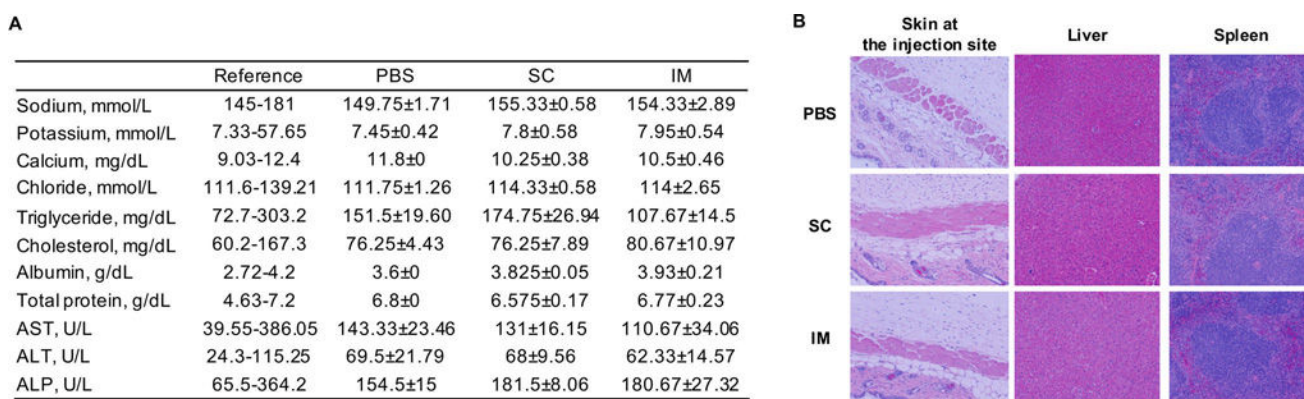 A
Reference PBS SC IM
Sodium, mmol/L 145-181 149.75±1.71 155.33±0.58 154.33±2.89
Potassium, mmol/L 7.33-57.65 7.45±0.42 7.8±0.58 7.95±0.54
Calcium, mg/dL 9.03-12.4 11.8±0 10.25±0.38 10.5±0.46
Chloride, mmol/L 111.6-139.21 111.75±1.26 114.33±0.58 114±2.65
Triglyceride, mg/dL 72.7-303.2 151.5±19.60 174.75±26.94 107.67±14.5
Cholesterol, mg/dL 60.2-167.3 76.25±4.43 76.25±7.89 80.67±10.97
Albumin, g/dL 2.72-4.2 3.6±0 3.825±0.05 3.93±0.21
Total protein, g/dL 4.63-7.2 6.8±0 6.575±0.17 6.77±0.23
AST, U/L 39.55-386.05 143.33±23.46 131±16.15 110.67±34.06
ALT, U/L 24.3-115.25 69.5±21.79 68±9.56 62.33±14.57
ALP, U/L 65.5-364.2 154.5±15 181.5±8.06 180.67±27.32
B
Skin at
the injection site
Liver
Spleen
PBS
SC
IM